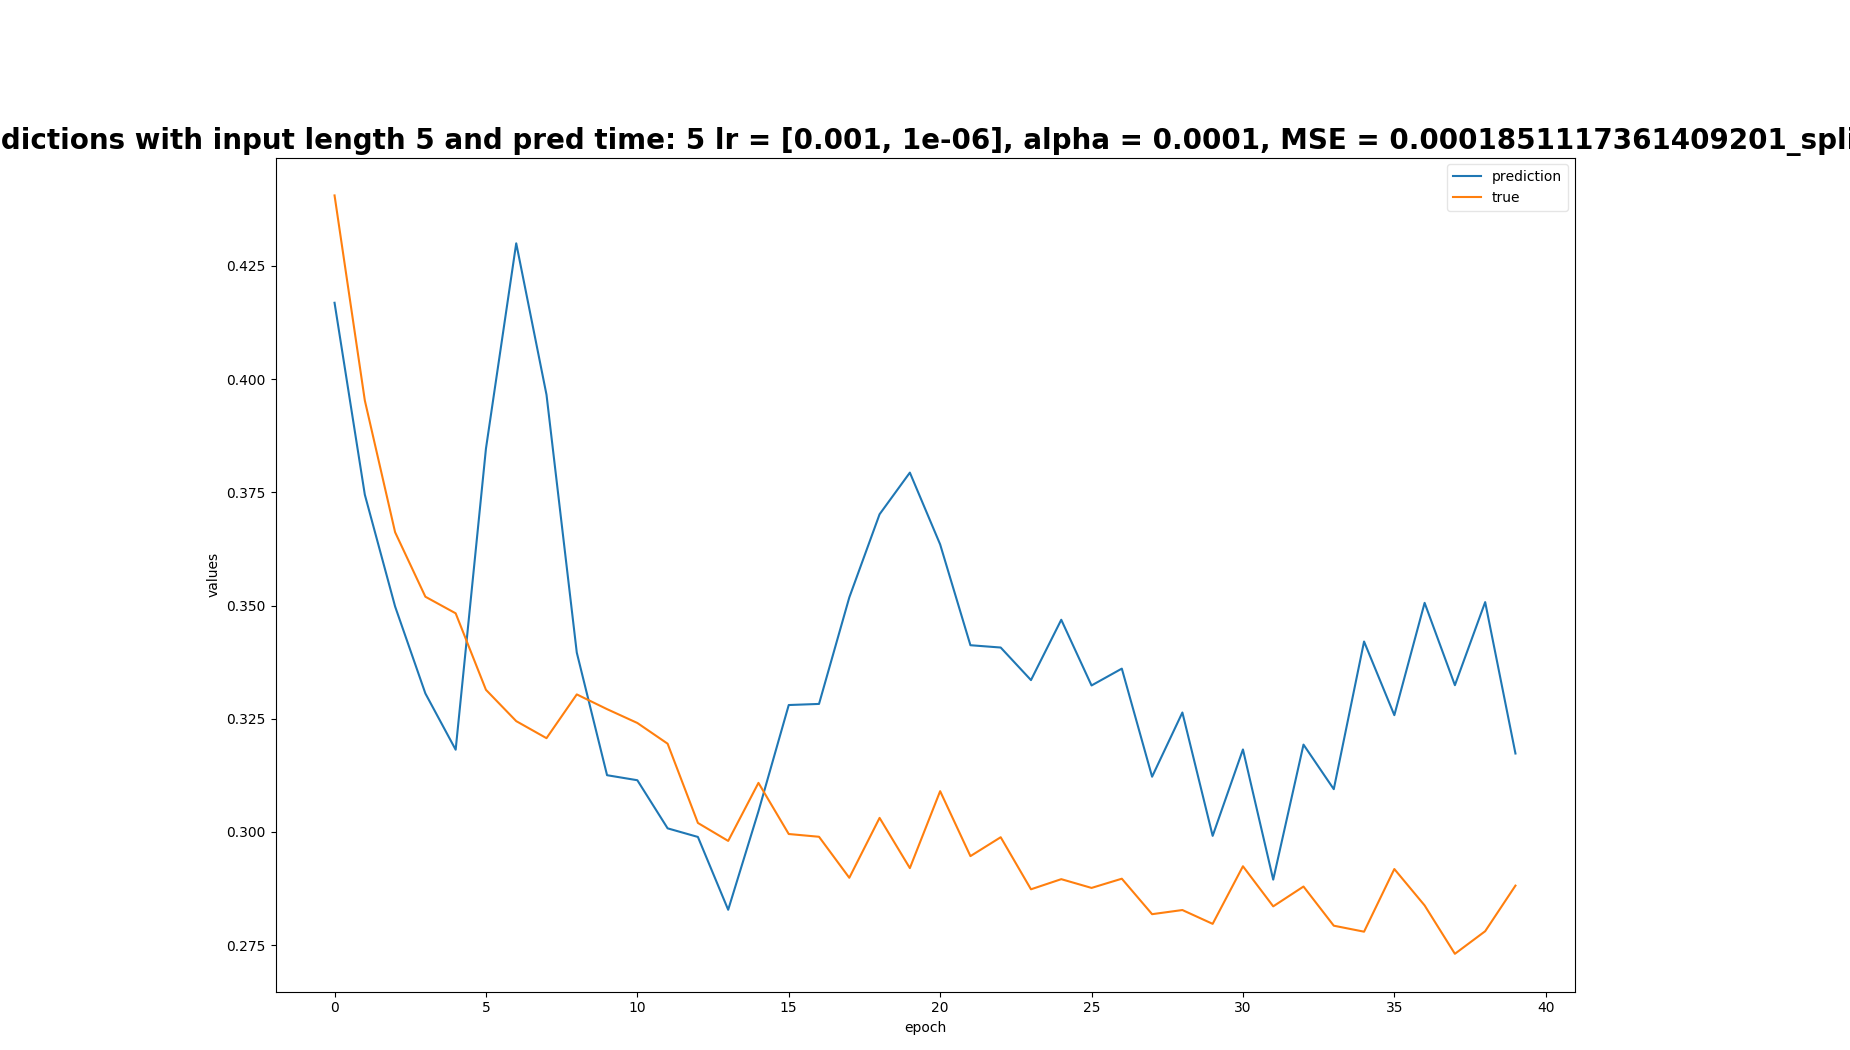 dictions with input length 5 and pred time: 5 lr = [0.001, 1e-06], alpha = 0.0001, MSE = 0.0001851117361409201_spli
prediction
true
0.425
0.400
0.375
0.350
0.325
0.300
0.275
values
0 5 10 15 20 25 30 35 40
epoch